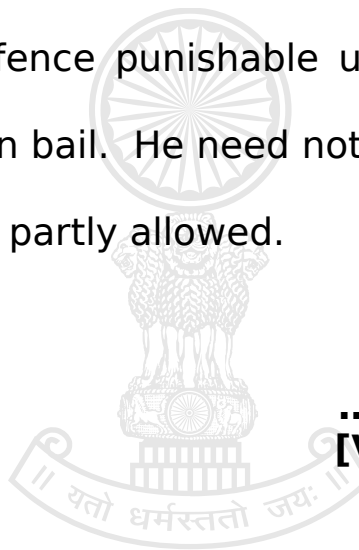 fence punishable u
n bail. He need not
partly allowed.
..
[V
॥ यतो धर्मस्ततो जयः ॥